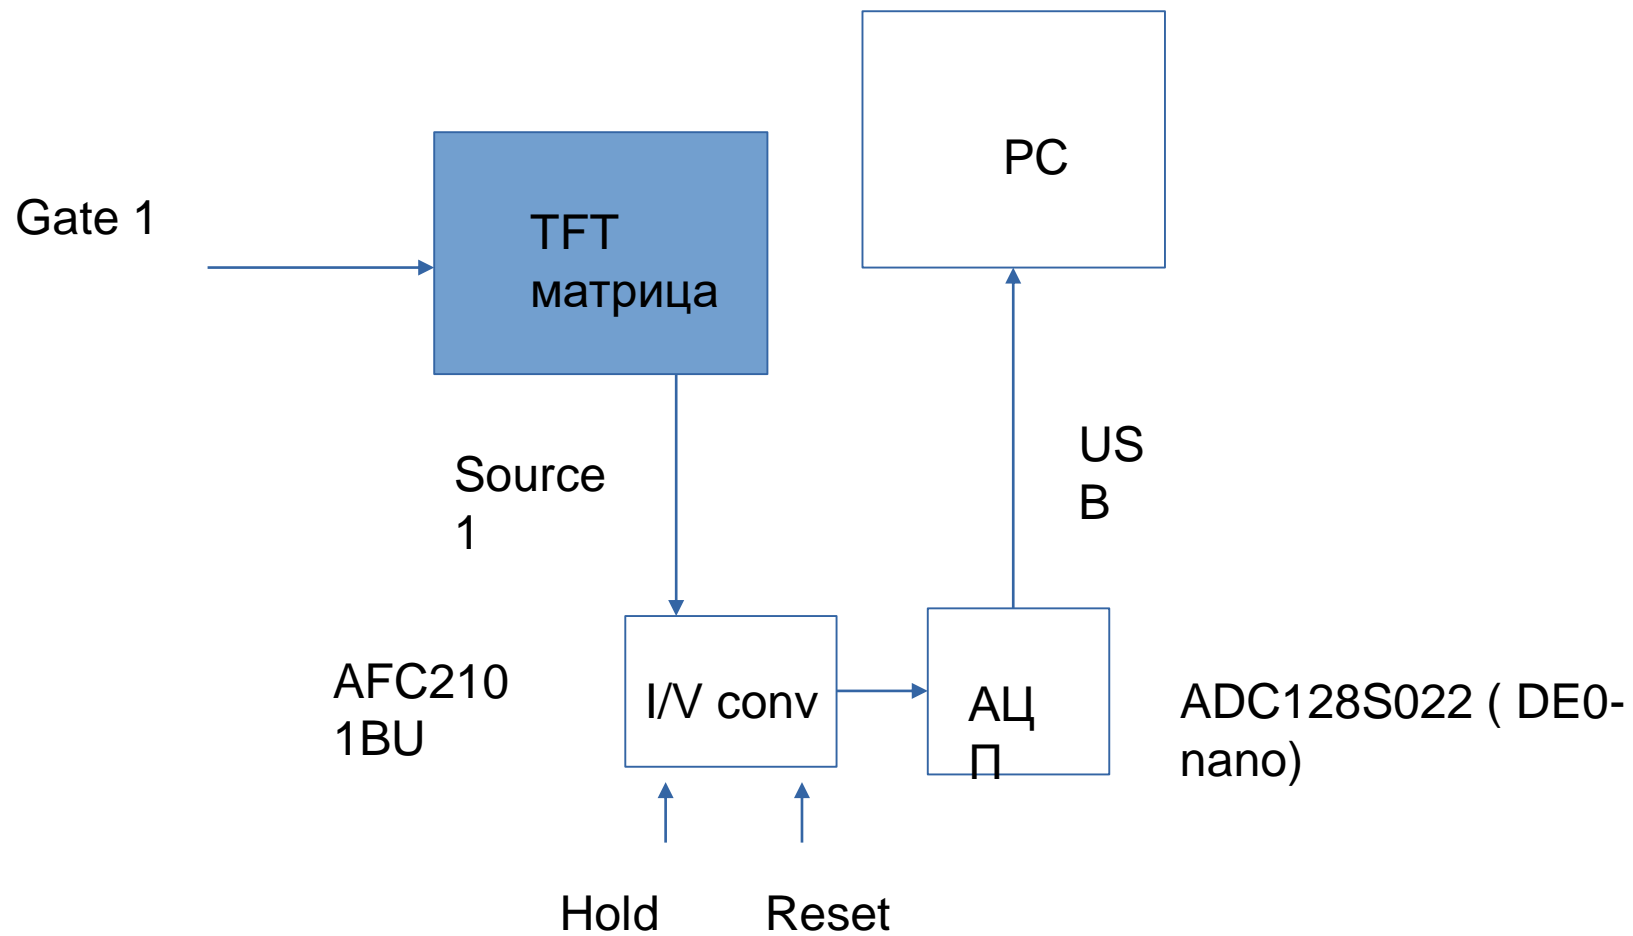 PC
Gate 1
TFT
матрица
US
B
Source
1
AFC210
1BU
I/V conv
АЦ
П
ADC128S022 ( DE0-
nano)
Hold
Reset